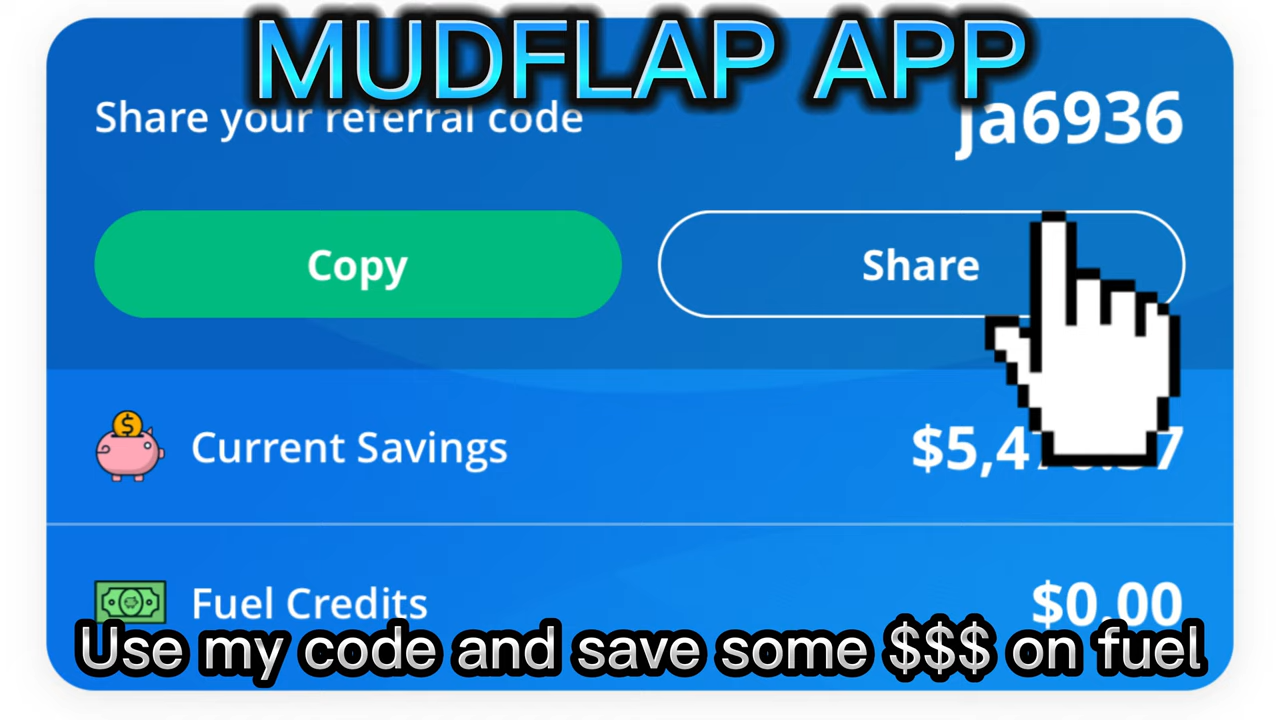 MUDFLAP APP
Share your referral code
ja6936
Copy
Share
Current Savings
Fuel Credits
$0.00
Use my code and save some $$$ on fuel